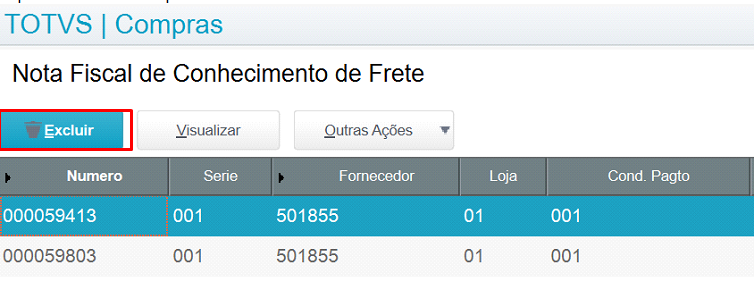 TOTVS | Compras
Nota Fiscal de Conhecimento de Frete
Excluir Visualizar Outras Ações
Numero Serie Fornecedor Loja Cond. Pagto
000059413 001 501855 01 001
000059803 001 501855 01 001